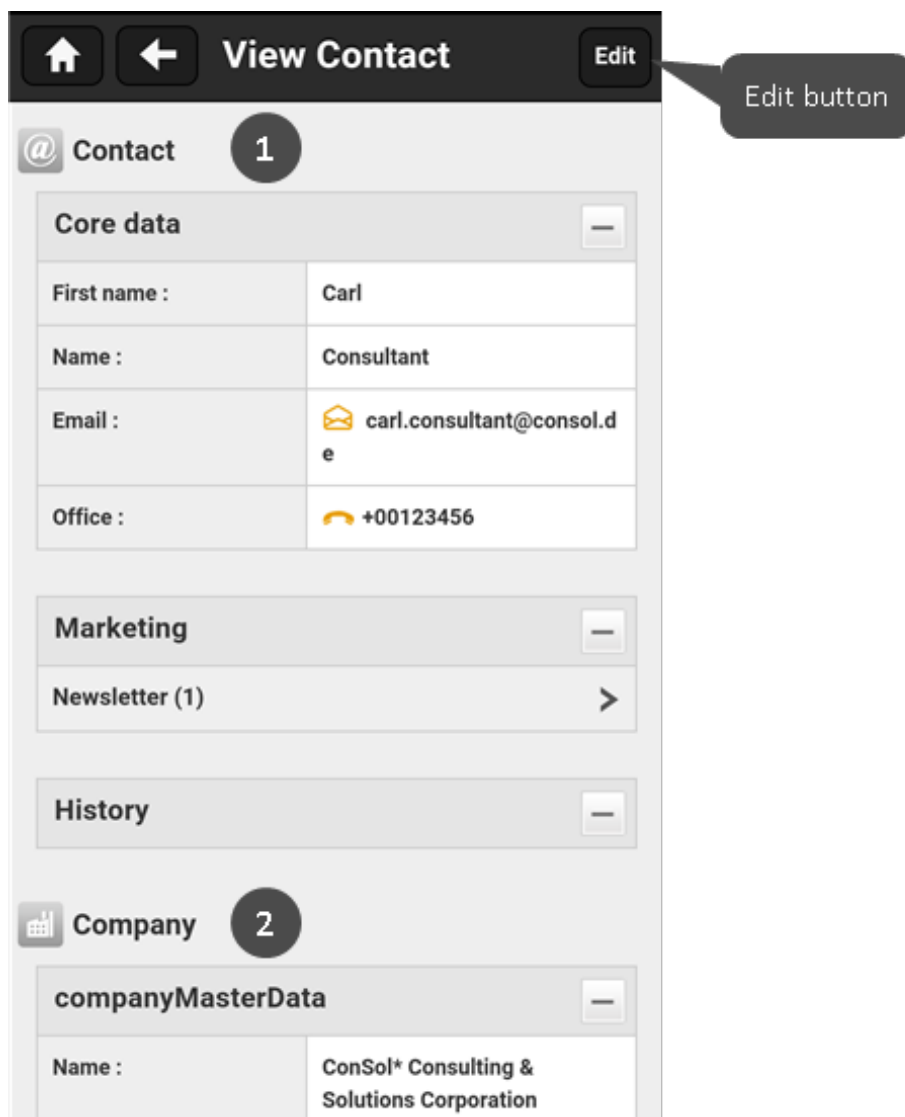 View Contact
Edit
Edit button
Contact
1
Core data
First name :
Carl
Name :
Consultant
Email :
carl.consultant@consol.d
e
Office :
+00123456
Marketing
Newsletter (1)
History
Company
2
companyMasterData
Name :
ConSol* Consulting &
Solutions Corporation